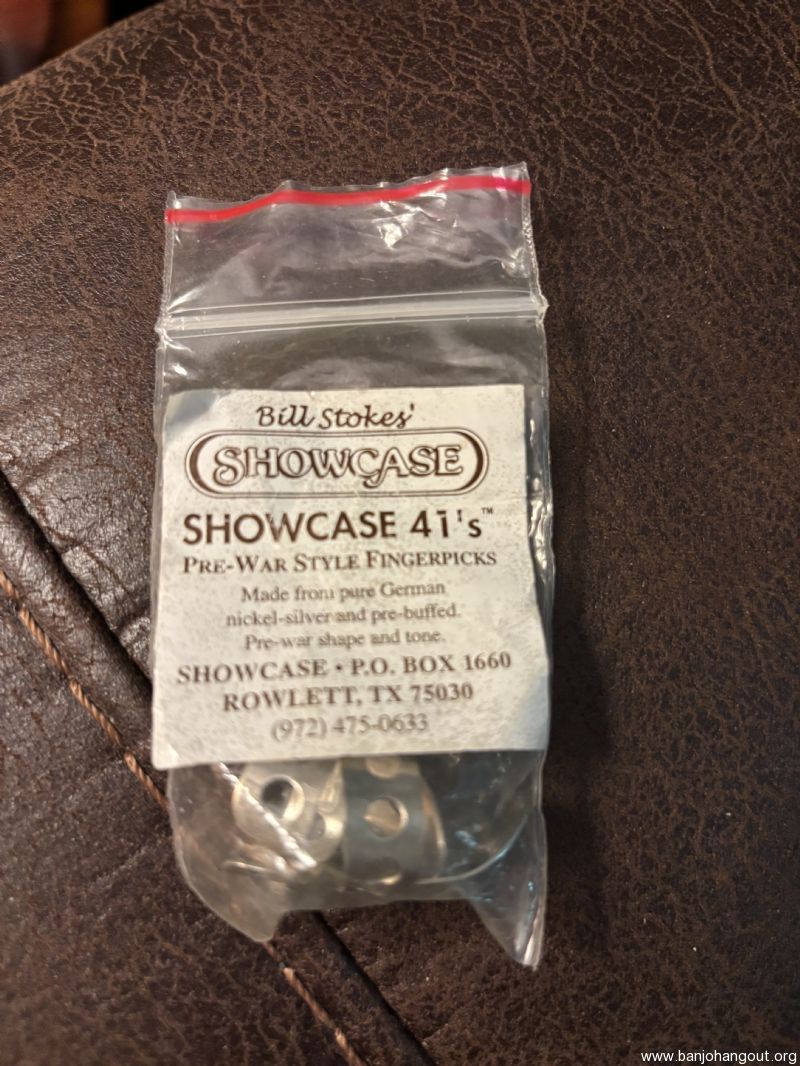 Bill Stokes'
SHOWCASE
SHOWCASE 41's™
PRE-WAR STYLE FINGERPICKS
Made from pure German
nickel-silver and pre-buffed.
Pre-war shape and tone.
SHOWCASE • P.O. BOX 1660
ROWLETT, TX 75030
(972) 475-0633
www.banjohangout.org